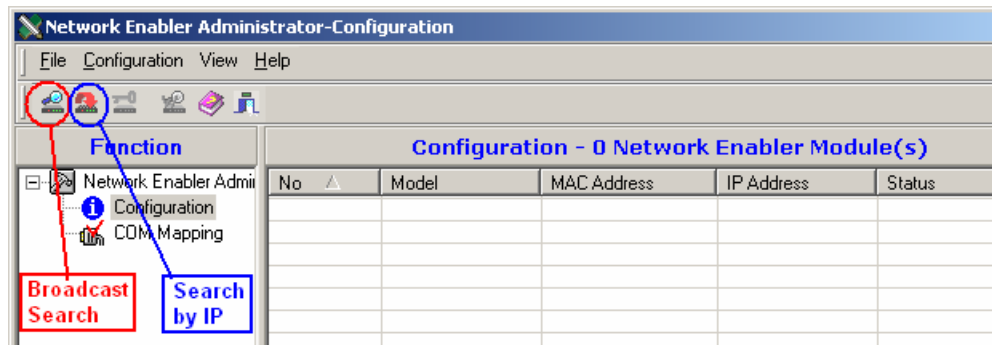 Network Enabler Administrator-Configuration
File Configuration View Help
Function
Configuration - 0 Network Enabler Module(s)
Network Enabler Admi
No Model MAC Address IP Address Status
Configuration
COM Mapping
Broadcast
Search
Search
by IP